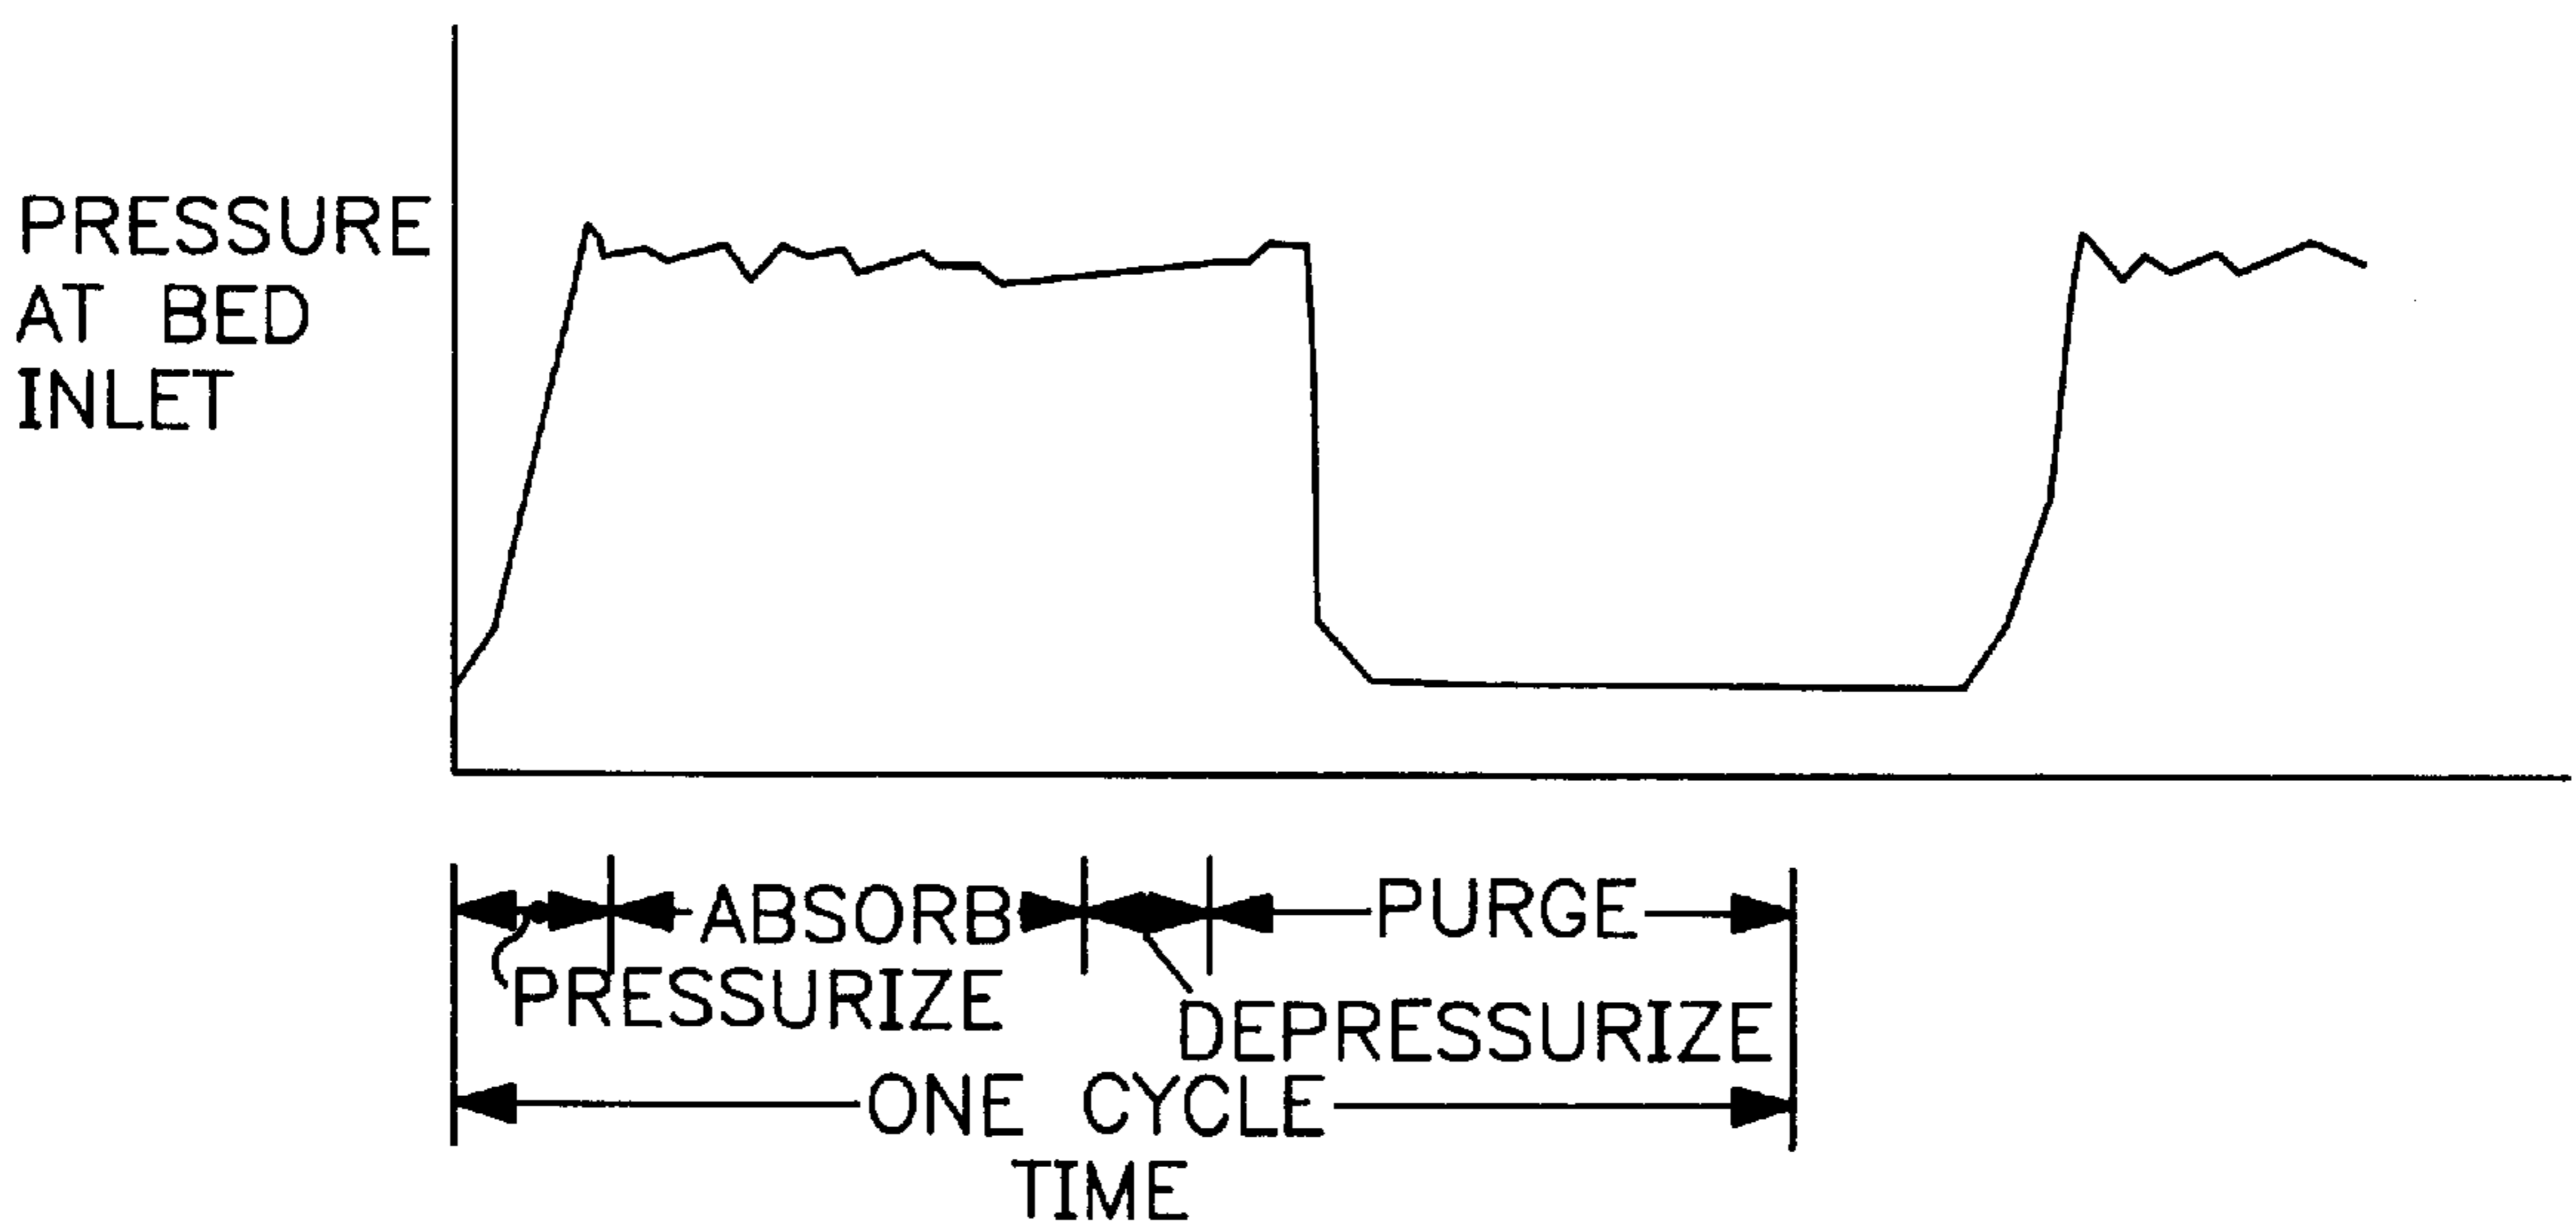 PRESSURE
AT BED
INLET
ABSORB
PURGE
PRESSURIZE
DEPRESSURIZE
ONE CYCLE
TIME